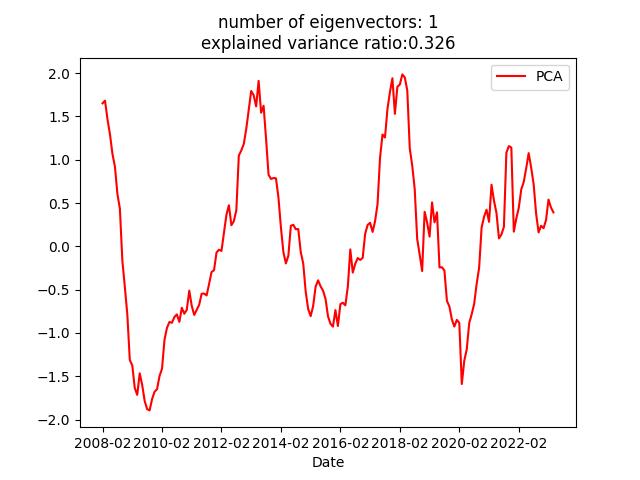 number of eigenvectors: 1
explained variance ratio:0.326
PCA
2.0
1.5
1.0
0.5
0.0
−0.5
−1.0
−1.5
−2.0
2008-02 2010-02 2012-02 2014-02 2016-02 2018-02 2020-02 2022-02
Date